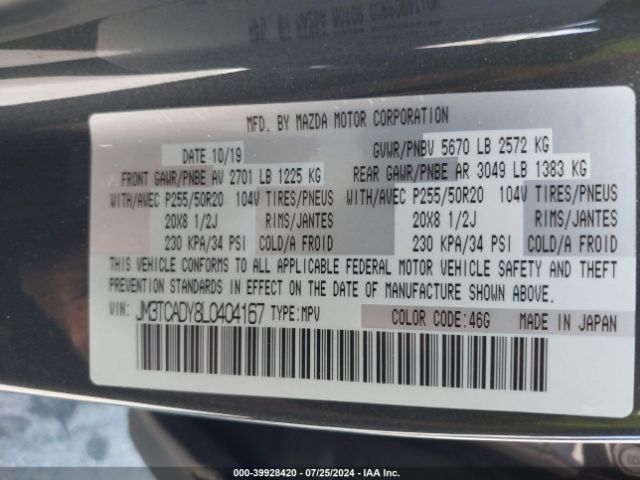 MFD. BY MAZDA MOTOR CORPORATION
MFD. BY MAZDA MOTOR CORPORATION
DATE 10/19 GVWR/PNBV 5670 LB 2572 KG
FRONT GAWR/PNBE AV 2701 LB 1225 KG REAR GAWR/PNBE AR 3049 LB 1383 KG
WITH/AVEC P255/50R20 104V TIRES/PNEUS WITH/AVEC P255/50R20 104V TIRES/PNEUS
20X8 1/2J RIMS/JANTES 20X8 1/2J RIMS/JANTES
230 KPA/34 PSI COLD/A FROID 230 KPA/34 PSI COLD/A FROID
THIS VEHICLE CONFORMS TO ALL APPLICABLE FEDERAL MOTOR VEHICLE SAFETY AND THEFT
PREVENTION STANDARDS IN EFFECT ON THE DATE OF MANUFACTURE SHOWN ABOVE.
VIN: JM3TCADY8L0404167 TYPE:MPV COLOR CODE:46G MADE IN JAPAN
000-39928420 / 07/25/2024 / IAA Inc.